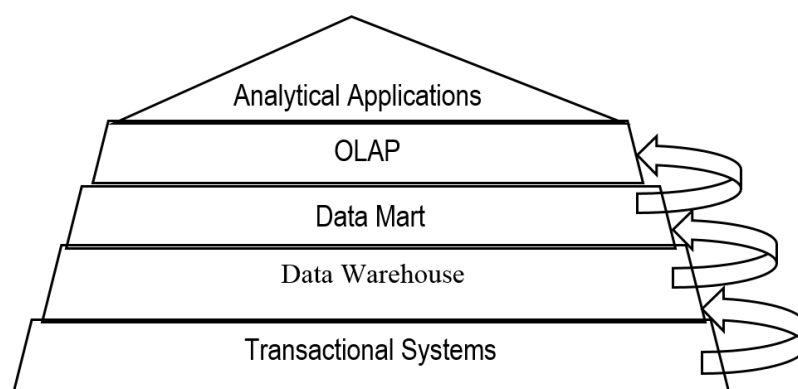 Analytical Applications
OLAP
Data Mart
Data Warehouse
Transactional Systems